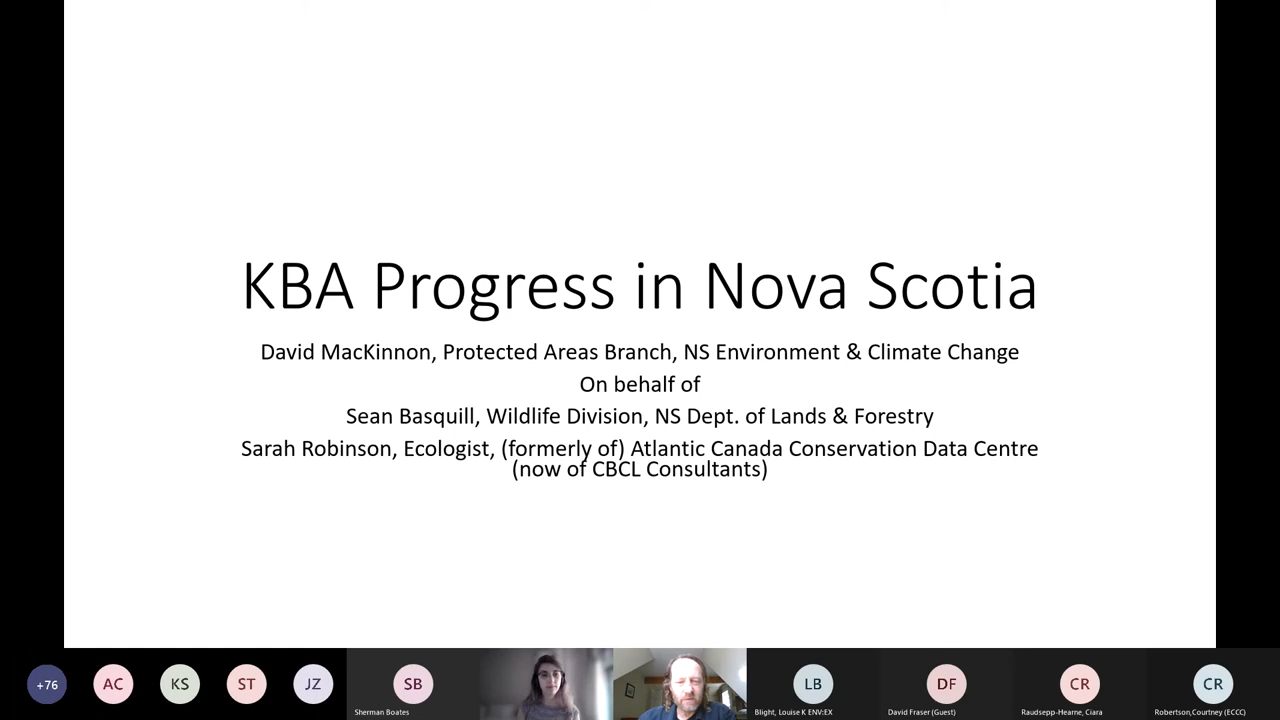 KBA Progress in Nova Scotia
David MacKinnon, Protected Areas Branch, NS Environment & Climate Change
On behalf of
Sean Basquill, Wildlife Division, NS Dept. of Lands & Forestry
Sarah Robinson, Ecologist, (formerly of) Atlantic Canada Conservation Data Centre
(now of CBCL Consultants)
+76
AC
KS
ST
JZ
SB
LB
DF
CR
CR
Sherman Boates
Blight, Louise K ENV:EX
David Fraser (Guest)
Raudsepp-Hearne, Ciara
Robertson,Courtney (ECCC)